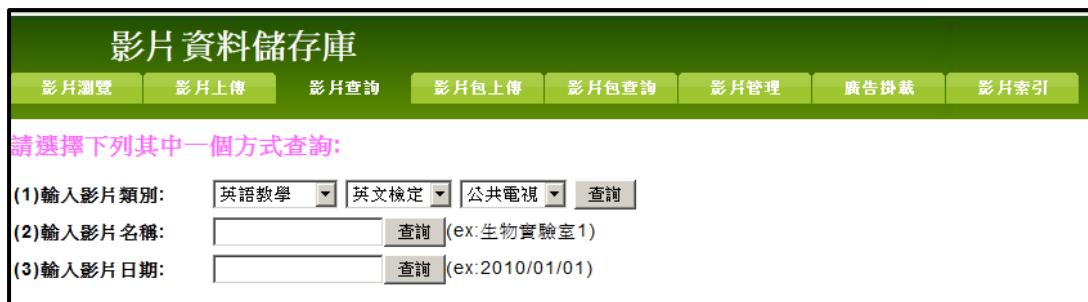 影片資料儲存庫
影片瀏覽 影片上傳 影片查詢 影片包上傳 影片包查詢 影片管理 廣告掛載 影片索引
請選擇下列其中一個方式查詢:
(1)輸入影片類別: 英語教學 英文檢定 公共電視 查詢
(2)輸入影片名稱: 查詢 (ex:生物實驗室1)
(3)輸入影片日期: 查詢 (ex:2010/01/01)